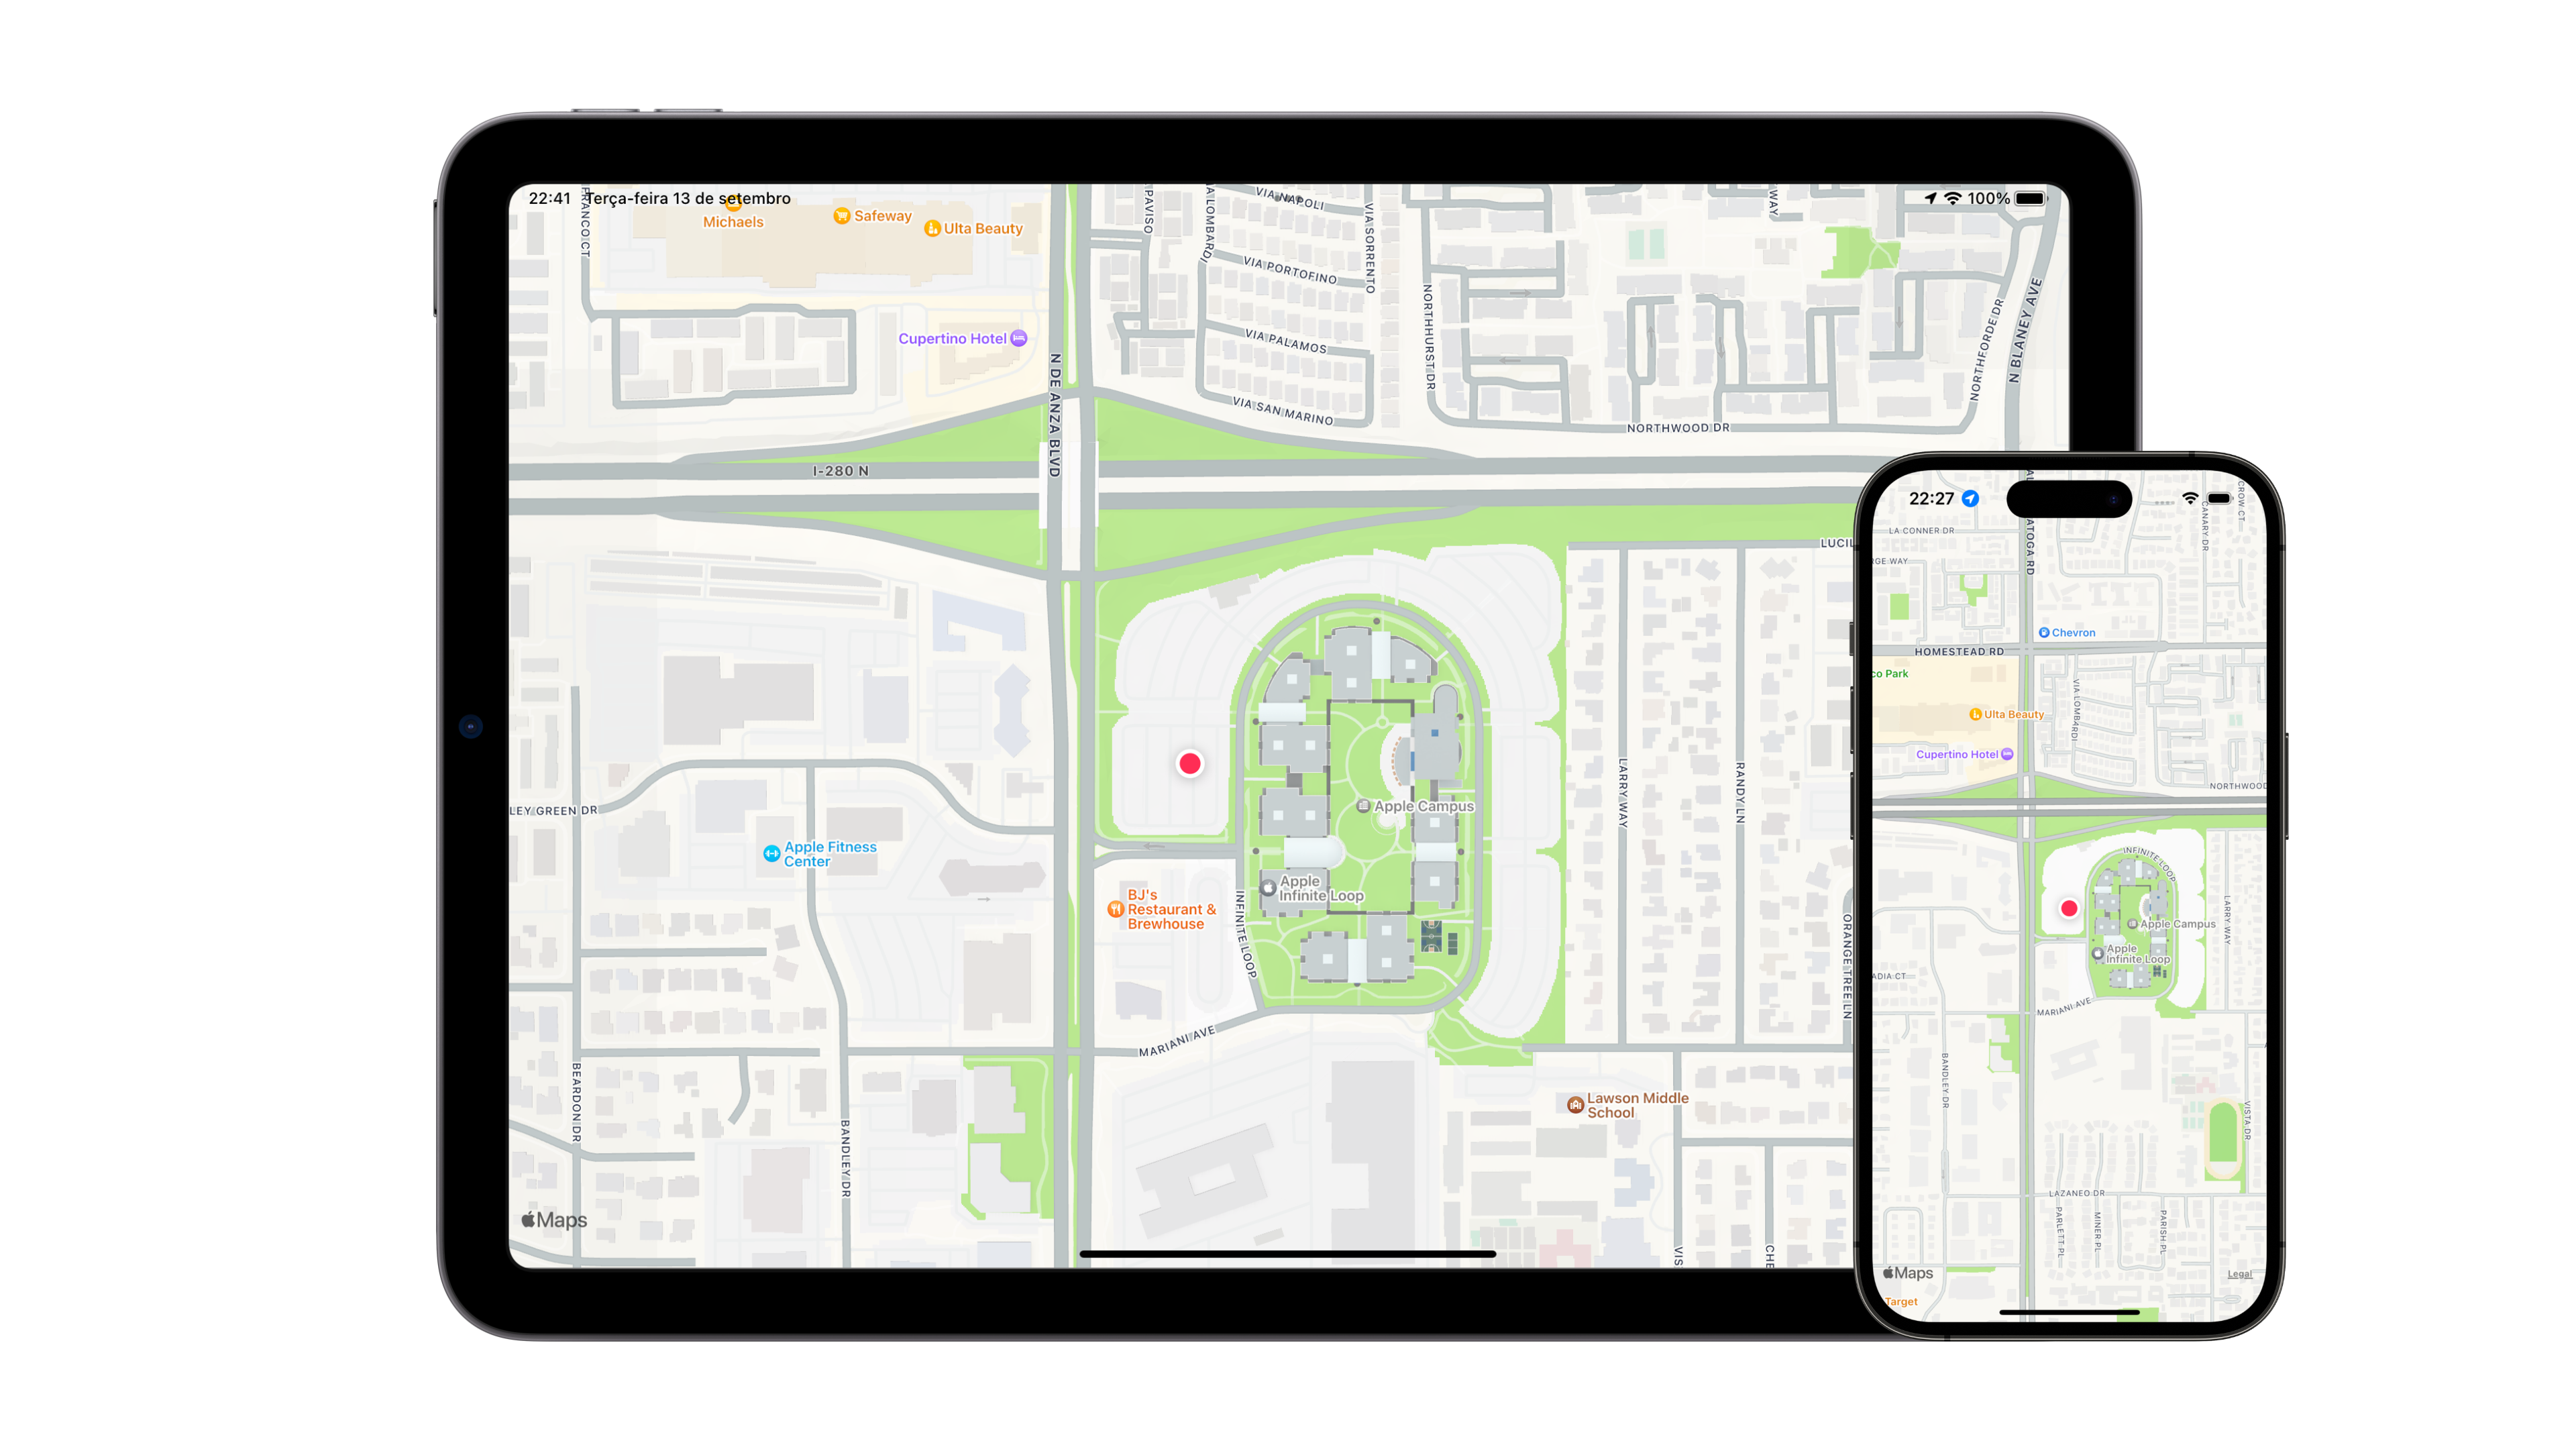 22:41 Terça-feira 13 de setembro
100%
FRANCO CT
Michaels
Safeway
Ulta Beauty
PAVISO
A LOMBARDI
VIA NAPOLI
VIA SORRENTO
WAY
VIA PORTOFINO
Cupertino Hotel
N DE ANZA BLVD
VIA PALAMOS
NORTHHURST DR
NORTHFORDE DR
N BLANEY AVE
VIA SAN MARINO
NORTHWOOD DR
I-280 N
LUCIL
LARRY WAY
RANDY LN
LEY GREEN DR
Apple Campus
Apple Fitness
Center
Apple
Infinite Loop
BJ's
Restaurant &
Brewhouse
INFINITE LOOP
ORANGE TREE LN
MARIANI AVE
BEARDON DR
BANDLEY DR
Lawson Middle
School
VIS
CHE
Maps
22:27
CROW CT
CANARY DR
LA CONNER DR
ATOGA RD
RGE WAY
Chevron
HOMESTEAD RD
co Park
VIA LOMBARDI
Ulta Beauty
Cupertino Hotel
NORTHWOOD
INFINITE LOOP
LARRY WAY
Apple Campus
Apple
Infinite Loop
ADIA CT
MARIANI AVE
BANDLEY DR
VISTA DR
LAZANEO DR
PARLETT PL
MINER PL
PARISH PL
Maps
Legal
Target